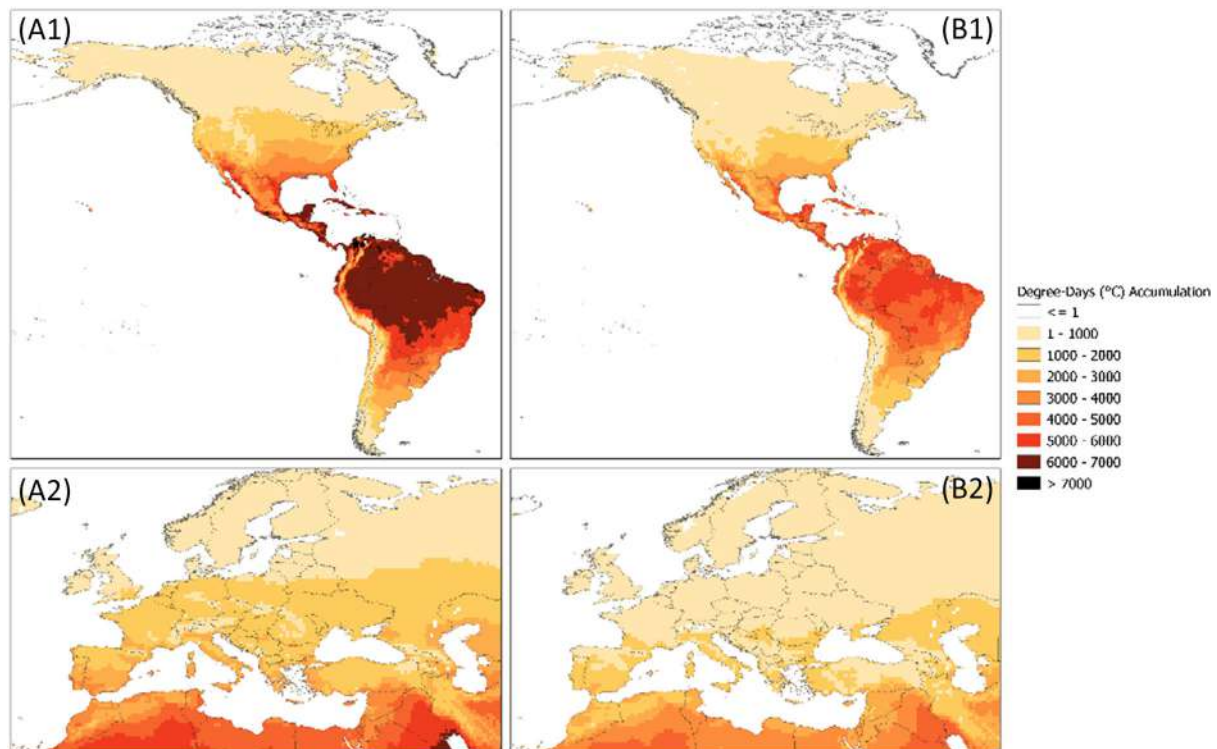 (A1)
(B1)
Degree-Days (°C) Accumulation
<= 1
1 - 1000
1000 - 2000
2000 - 3000
3000 - 4000
4000 - 5000
5000 - 6000
6000 - 7000
> 7000
(A2)
(B2)